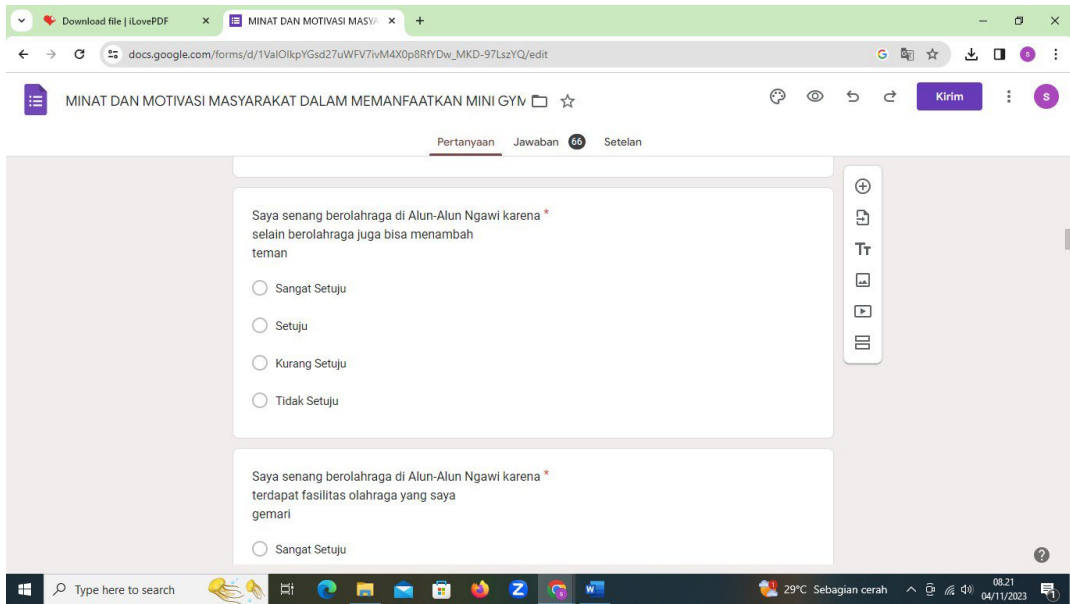 Download file | iLovePDF
MINAT DAN MOTIVASI MASYA
docs.google.com/forms/d/1ValOIkpYGsd27uWFV7ivM4X0p8RfYDw_MKD-97LszYQ/edit
MINAT DAN MOTIVASI MASYARAKAT DALAM MEMANFAATKAN MINI GYM
Kirim
S
Pertanyaan Jawaban 66 Setelan
Saya senang berolahraga di Alun-Alun Ngawi karena *
selain berolahraga juga bisa menambah
teman
Sangat Setuju
Setuju
Kurang Setuju
Tidak Setuju
Saya senang berolahraga di Alun-Alun Ngawi karena *
terdapat fasilitas olahraga yang saya
gemari
Sangat Setuju
Type here to search
29°C Sebagian cerah
08.21
04/11/2023